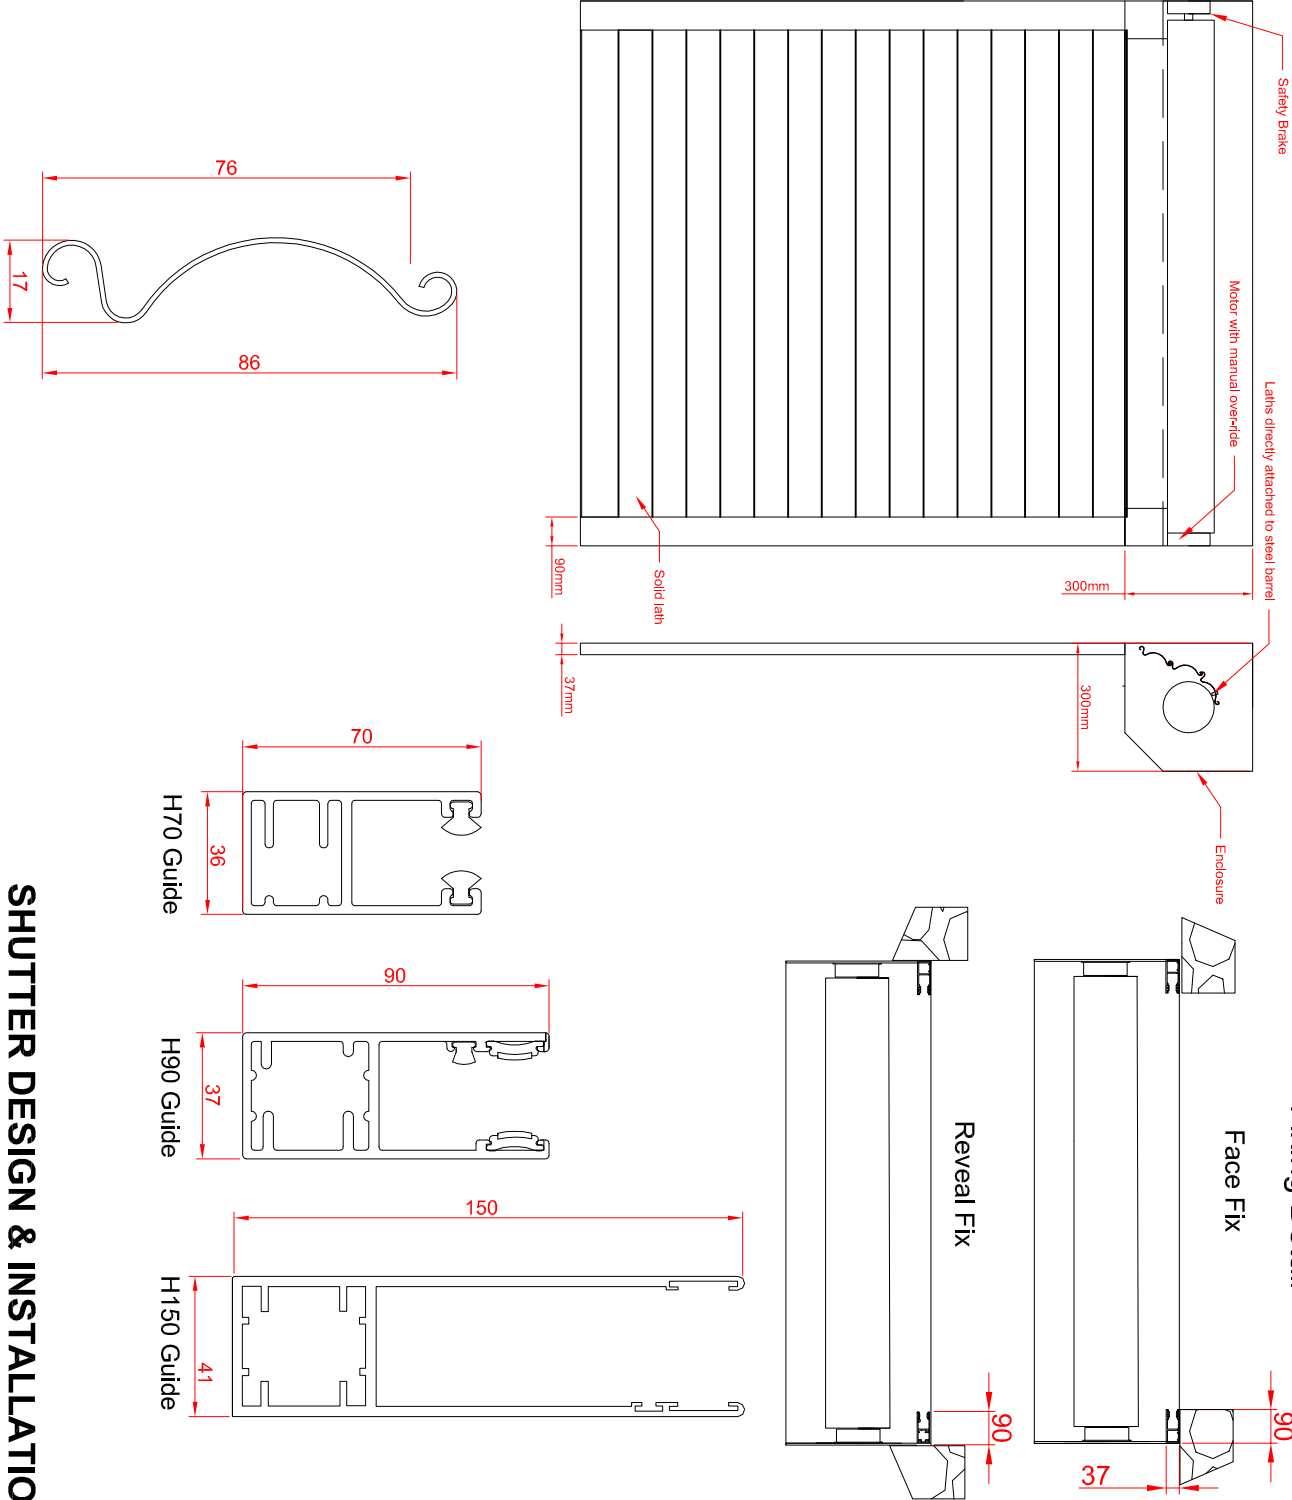 Safety Brake
Motor with manual over-ride
Laths directly attached to steel barrel
Solid lath
90mm
300mm
37mm
300mm
Enclosure
76
17
86
70
36
H70 Guide
90
37
H90 Guide
150
41
H150 Guide
Face Fix
90
37
Reveal Fix
90
SHUTTER DESIGN & INSTALLATIO